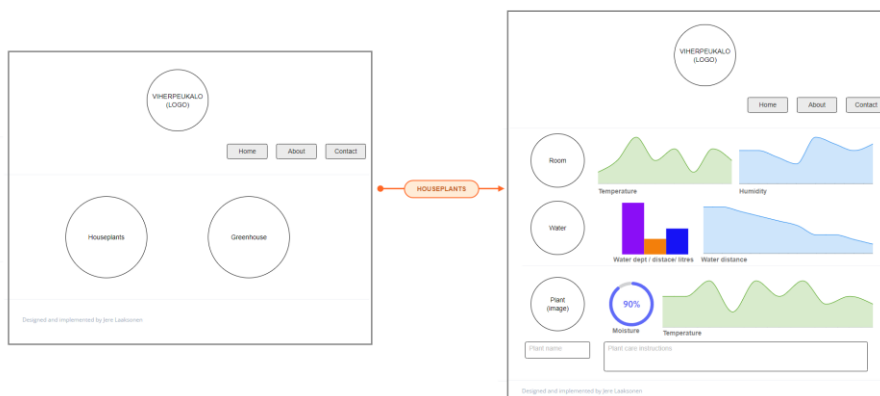 VIHERPEUKALO
(LOGO)
Home
About
Contact
Houseplants
Greenhouse
Designed and implemented by Jere Laaksonen
HOUSEPLANTS
VIHERPEUKALO
(LOGO)
Home
About
Contact
Room
Temperature
Humidity
Water
Water dept / distace/ litres
Water distance
Plant
(image)
90%
Moisture
Temperature
Plant name
Plant care instructions
Designed and implemented by Jere Laaksonen